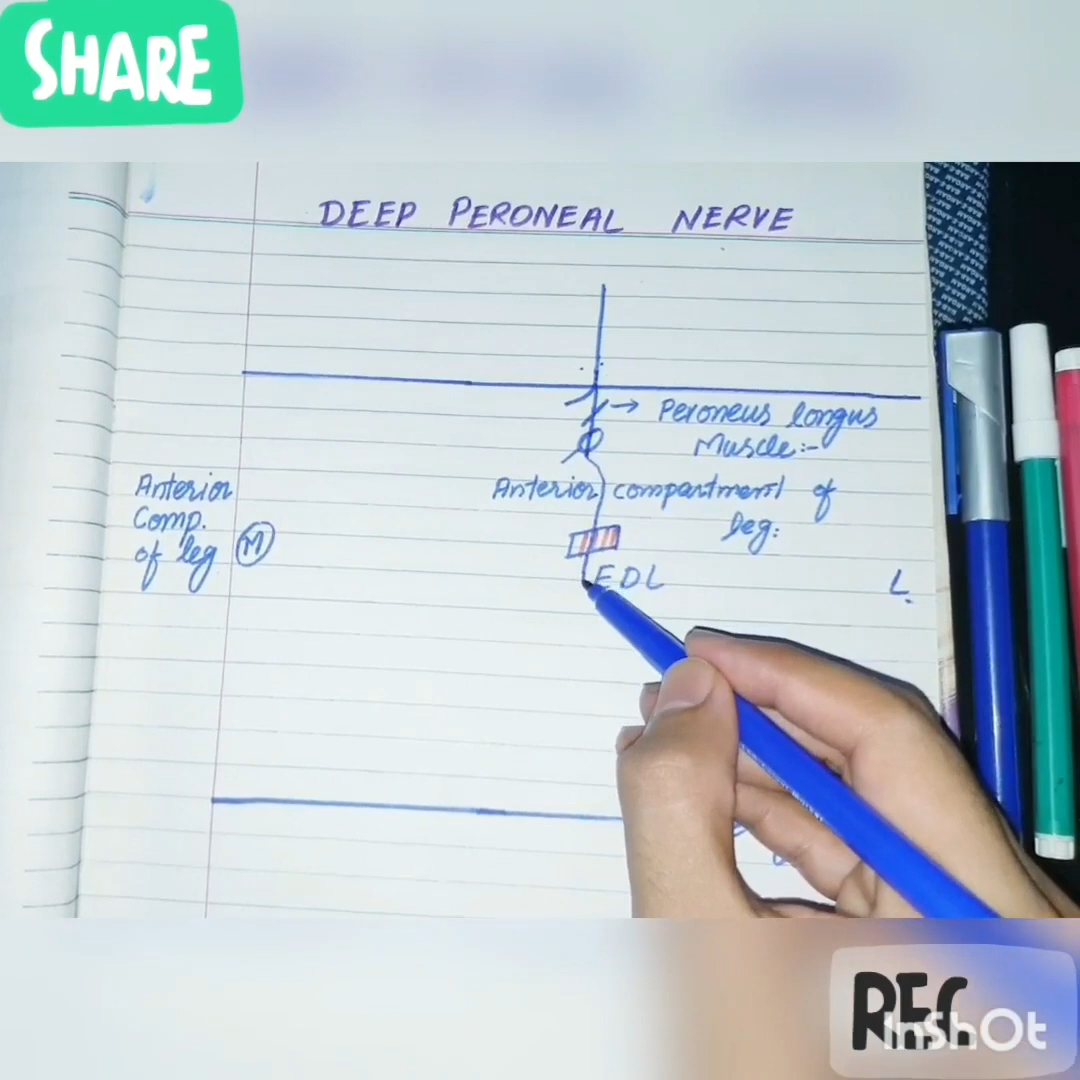 SHARE
DEEP PERONEAL NERVE
→ Peroneus longus
Muscle:-
Anterior compartment of
leg:
Anterior
Comp.
of leg
M
EDL
L.
REC
InShOt